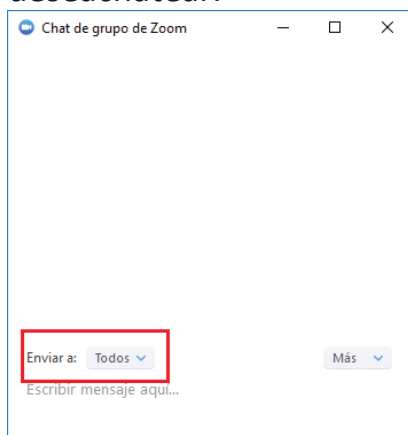 Chat de grupo de Zoom
Enviar a: Todos
Más
Escribir mensaje aquí...